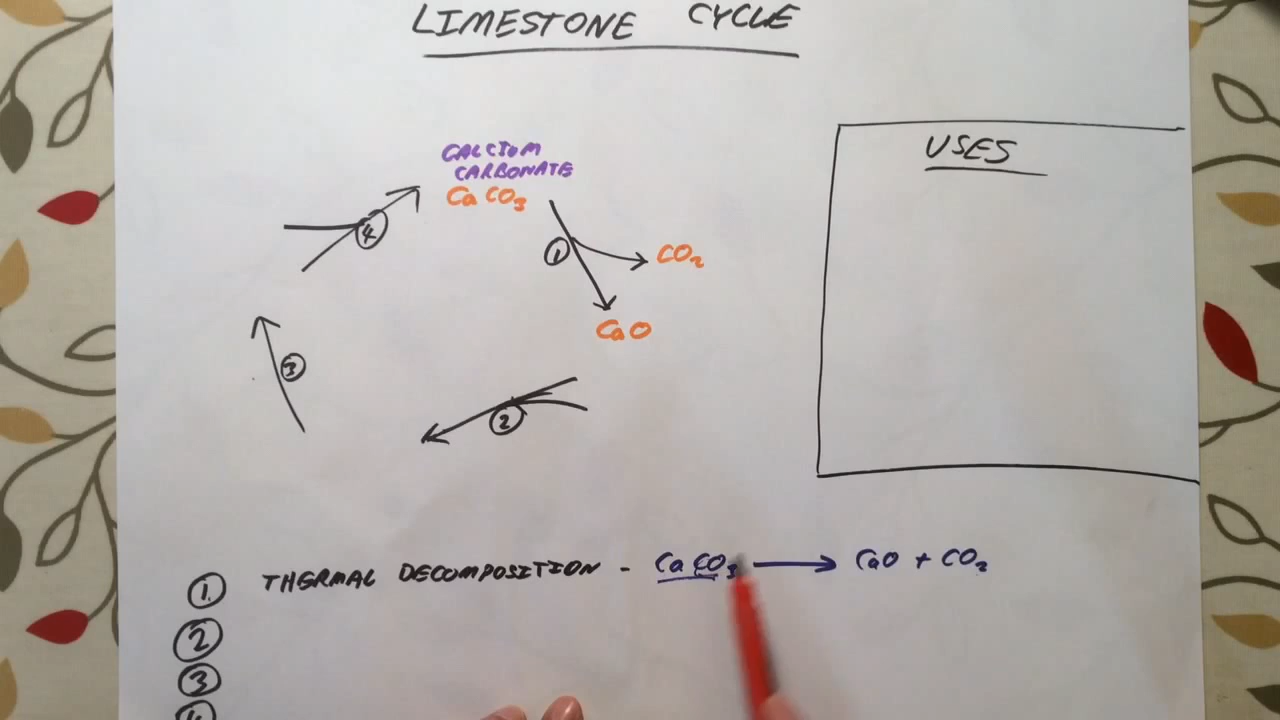 LIMESTONE CYCLE
CALCIUM
CARBONATE
CaCO₃
4
1
CO₂
CaO
3
2
USES
1 THERMAL DECOMPOSITION - CaCO₃ → CaO + CO₂
2
3
4